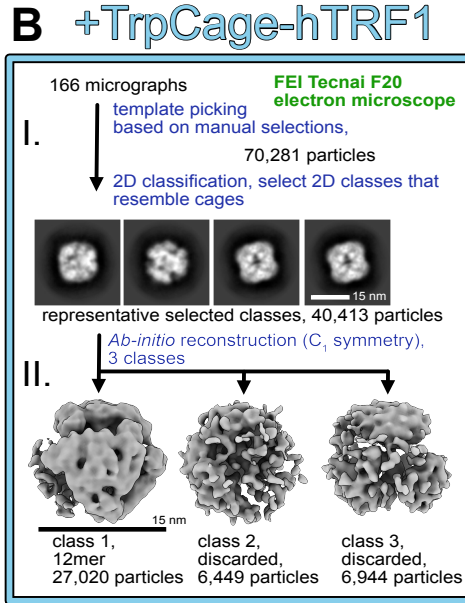 B +TrpCage-hTRF1
166 micrographs
FEI Tecnai F20
electron microscope
I.
template picking
based on manual selections,
70,281 particles
2D classification, select 2D classes that
resemble cages
15 nm
representative selected classes, 40,413 particles
Ab-initio reconstruction (C₁ symmetry),
3 classes
II.
15 nm
class 1,
12mer
27,020 particles
class 2,
discarded,
6,449 particles
class 3,
discarded,
6,944 particles